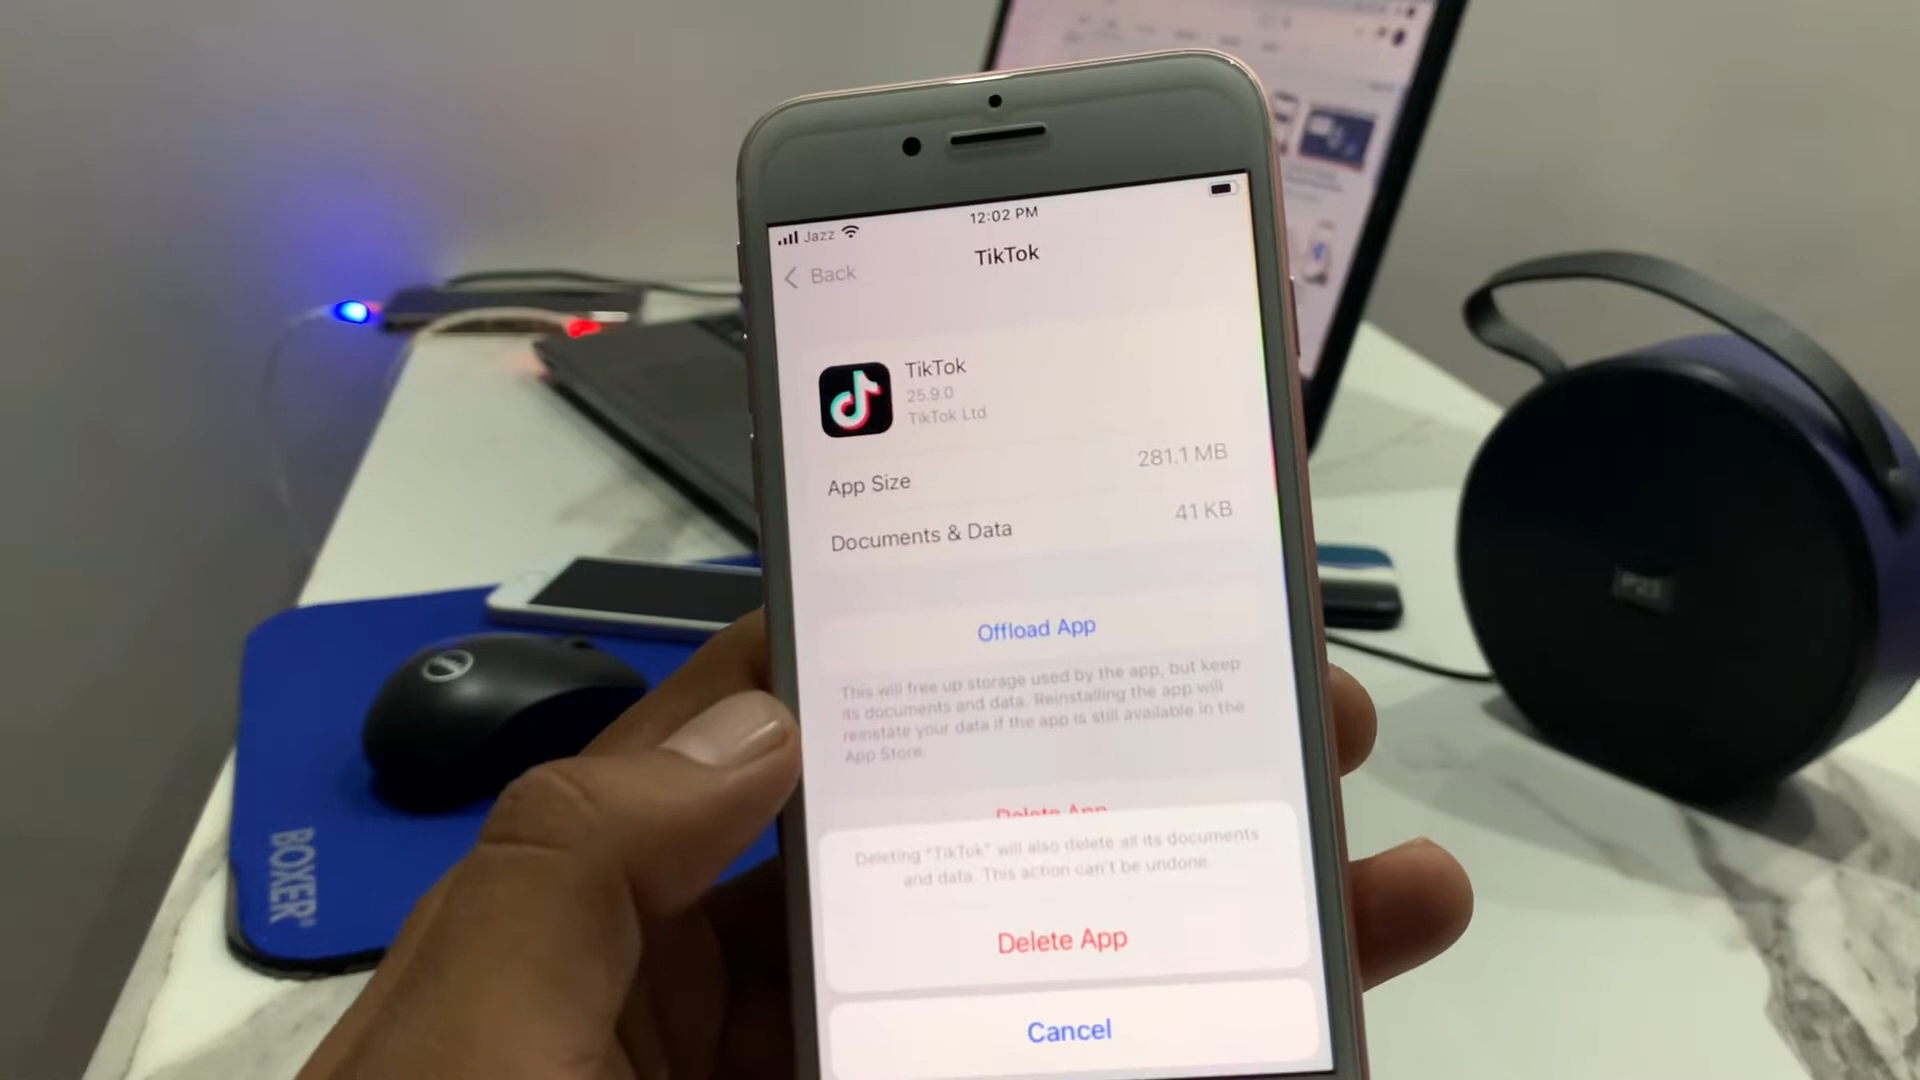 12:02 PM
Jazz
Back
TikTok
TikTok
25.9.0
TikTok Ltd.
App Size
281.1 MB
Documents & Data
41 KB
Offload App
This will free up storage used by the app, but keep
its documents and data. Reinstalling the app will
reinstate your data if the app is still available in the
App Store.
Delete App
Deleting "TikTok" will also delete all its documents
and data. This action can't be undone.
Delete App
Cancel
BOXER
DELL